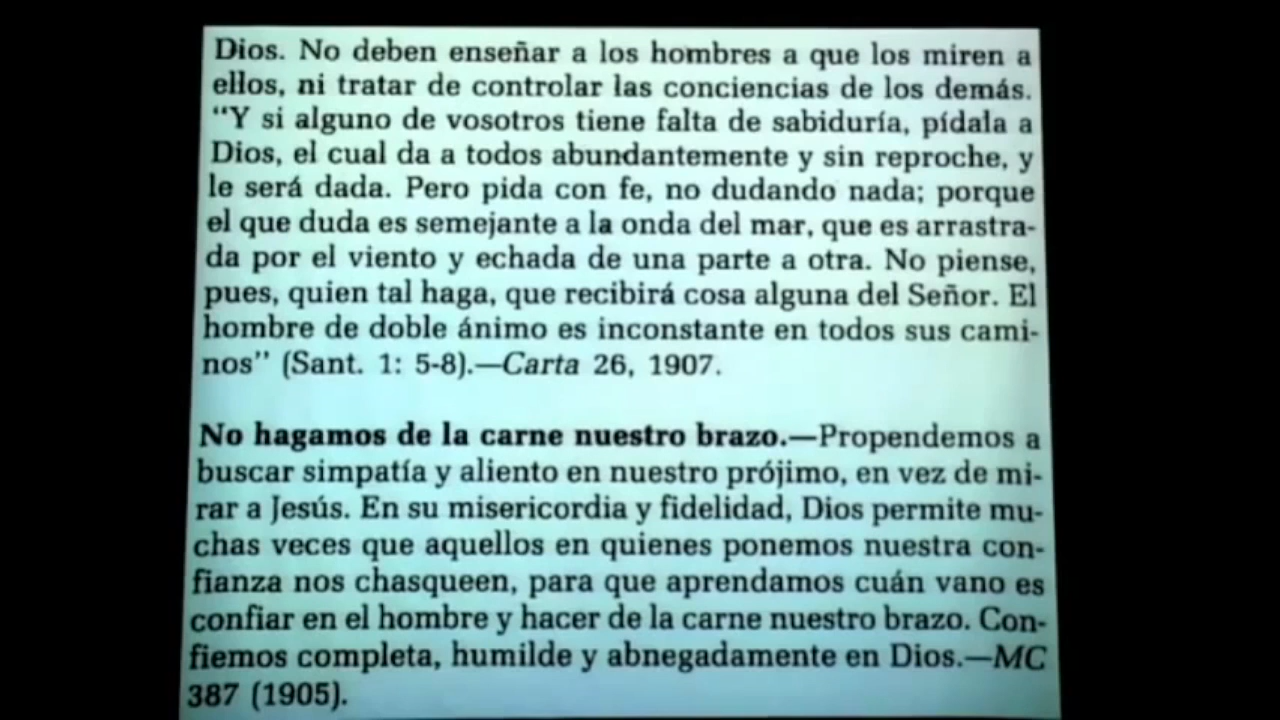 Dios. No deben enseñar a los hombres a que los miren a
ellos, ni tratar de controlar las conciencias de los demás.
“Y si alguno de vosotros tiene falta de sabiduría, pídala a
Dios, el cual da a todos abundantemente y sin reproche, y
le será dada. Pero pida con fe, no dudando nada; porque
el que duda es semejante a la onda del mar, que es arrastra-
da por el viento y echada de una parte a otra. No piense,
pues, quien tal haga, que recibirá cosa alguna del Señor. El
hombre de doble ánimo es inconstante en todos sus cami-
nos” (Sant. 1: 5-8).—Carta 26, 1907.
No hagamos de la carne nuestro brazo.—Propendemos a
buscar simpatía y aliento en nuestro prójimo, en vez de mi-
rar a Jesús. En su misericordia y fidelidad, Dios permite mu-
chas veces que aquellos en quienes ponemos nuestra con-
fianza nos chasqueen, para que aprendamos cuán vano es
confiar en el hombre y hacer de la carne nuestro brazo. Con-
fiemos completa, humilde y abnegadamente en Dios.—MC
387 (1905).